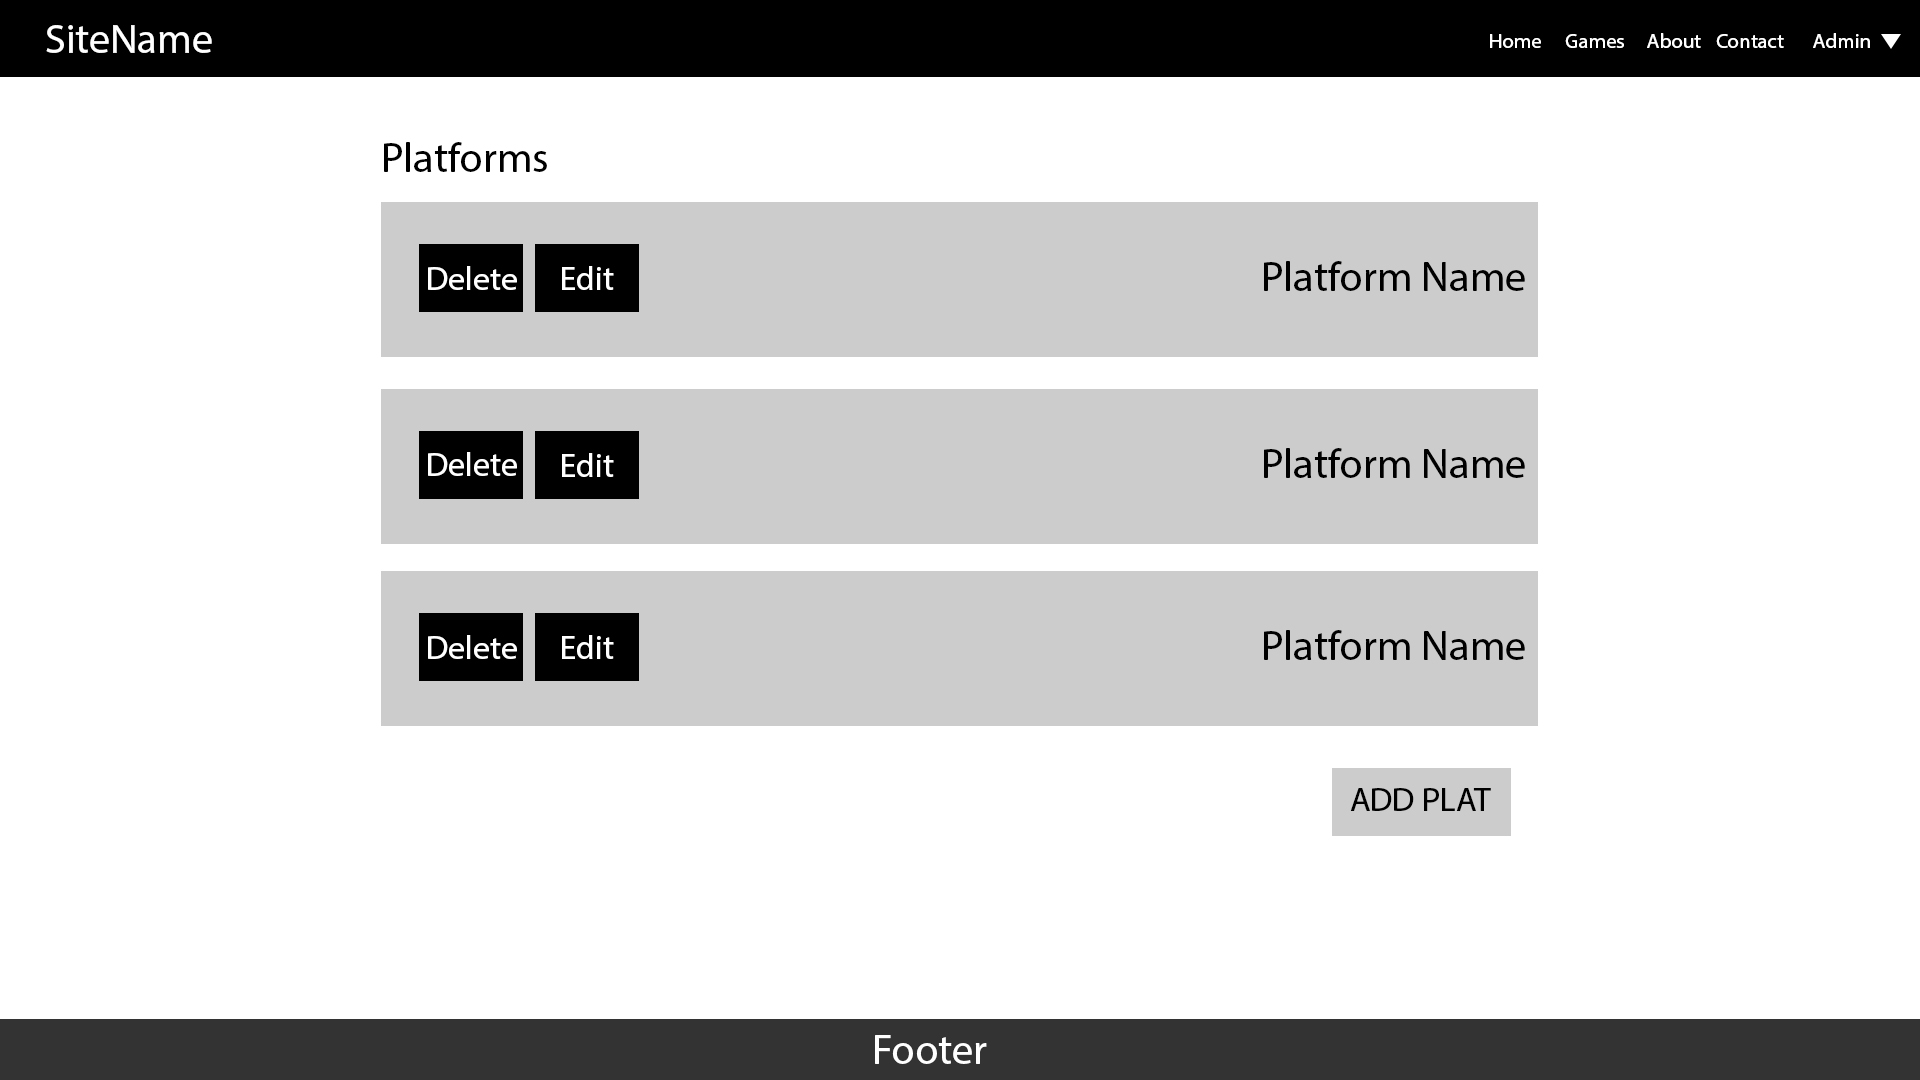 SiteName Home Games About Contact Admin
Platforms
Delete Edit Platform Name
Delete Edit Platform Name
Delete Edit Platform Name
ADD PLAT
Footer